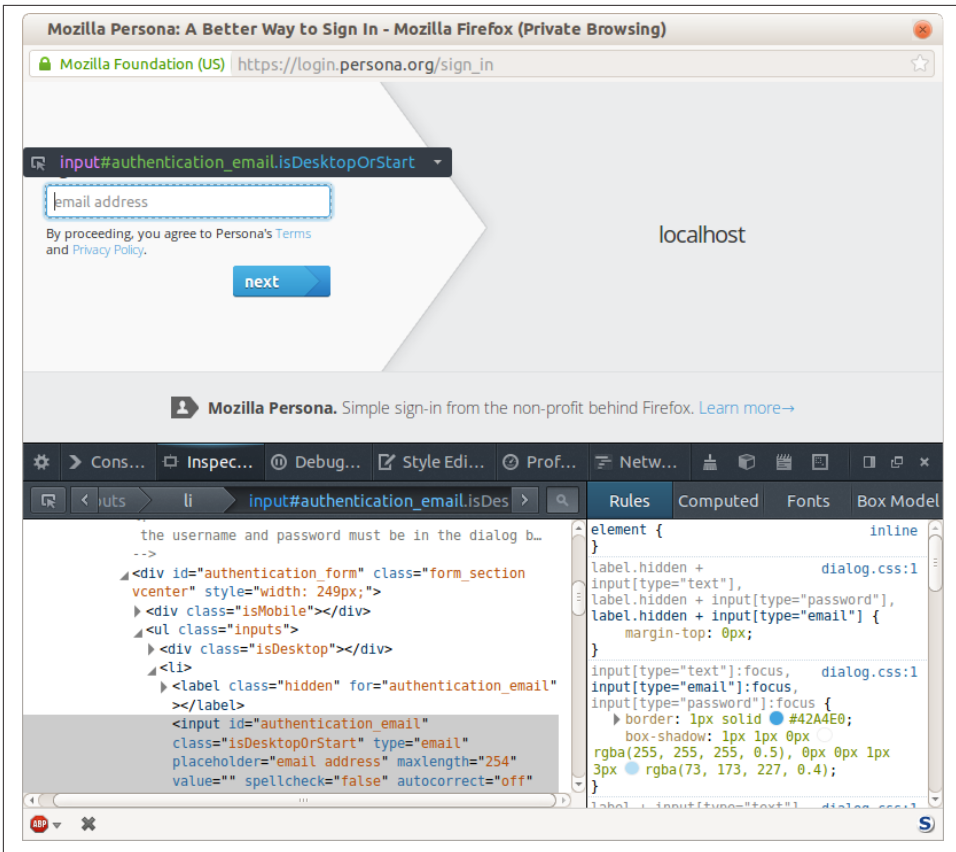 Mozilla Persona: A Better Way to Sign In - Mozilla Firefox (Private Browsing)
Mozilla Foundation (US) https://login.persona.org/sign_in
input#authentication_email.isDesktopOrStart
email address
By proceeding, you agree to Persona's Terms
and Privacy Policy.
next
localhost
Mozilla Persona. Simple sign-in from the non-profit behind Firefox. Learn more→
Cons... Inspec... Debug... Style Edi... Prof... Netw...
uts li input#authentication_email.isDes
Rules Computed Fonts Box Model
the username and password must be in the dialog b…
-->
<div id="authentication_form" class="form_section
vcenter" style="width: 249px;">
<div class="isMobile"></div>
<ul class="inputs">
<div class="isDesktop"></div>
<li>
<label class="hidden" for="authentication_email"
></label>
<input id="authentication_email"
class="isDesktopOrStart" type="email"
placeholder="email address" maxlength="254"
value="" spellcheck="false" autocorrect="off"
element { inline
}
label.hidden + dialog.css:1
input[type="text"],
label.hidden + input[type="password"],
label.hidden + input[type="email"] {
margin-top: 0px;
}
input[type="text"]:focus, dialog.css:1
input[type="email"]:focus,
input[type="password"]:focus {
border: 1px solid #42A4E0;
box-shadow: 1px 1px 0px
rgba(255, 255, 255, 0.5), 0px 0px 1px
3px rgba(73, 173, 227, 0.4);
}
label + input[type="text"] dialog.css:1
ABP
S